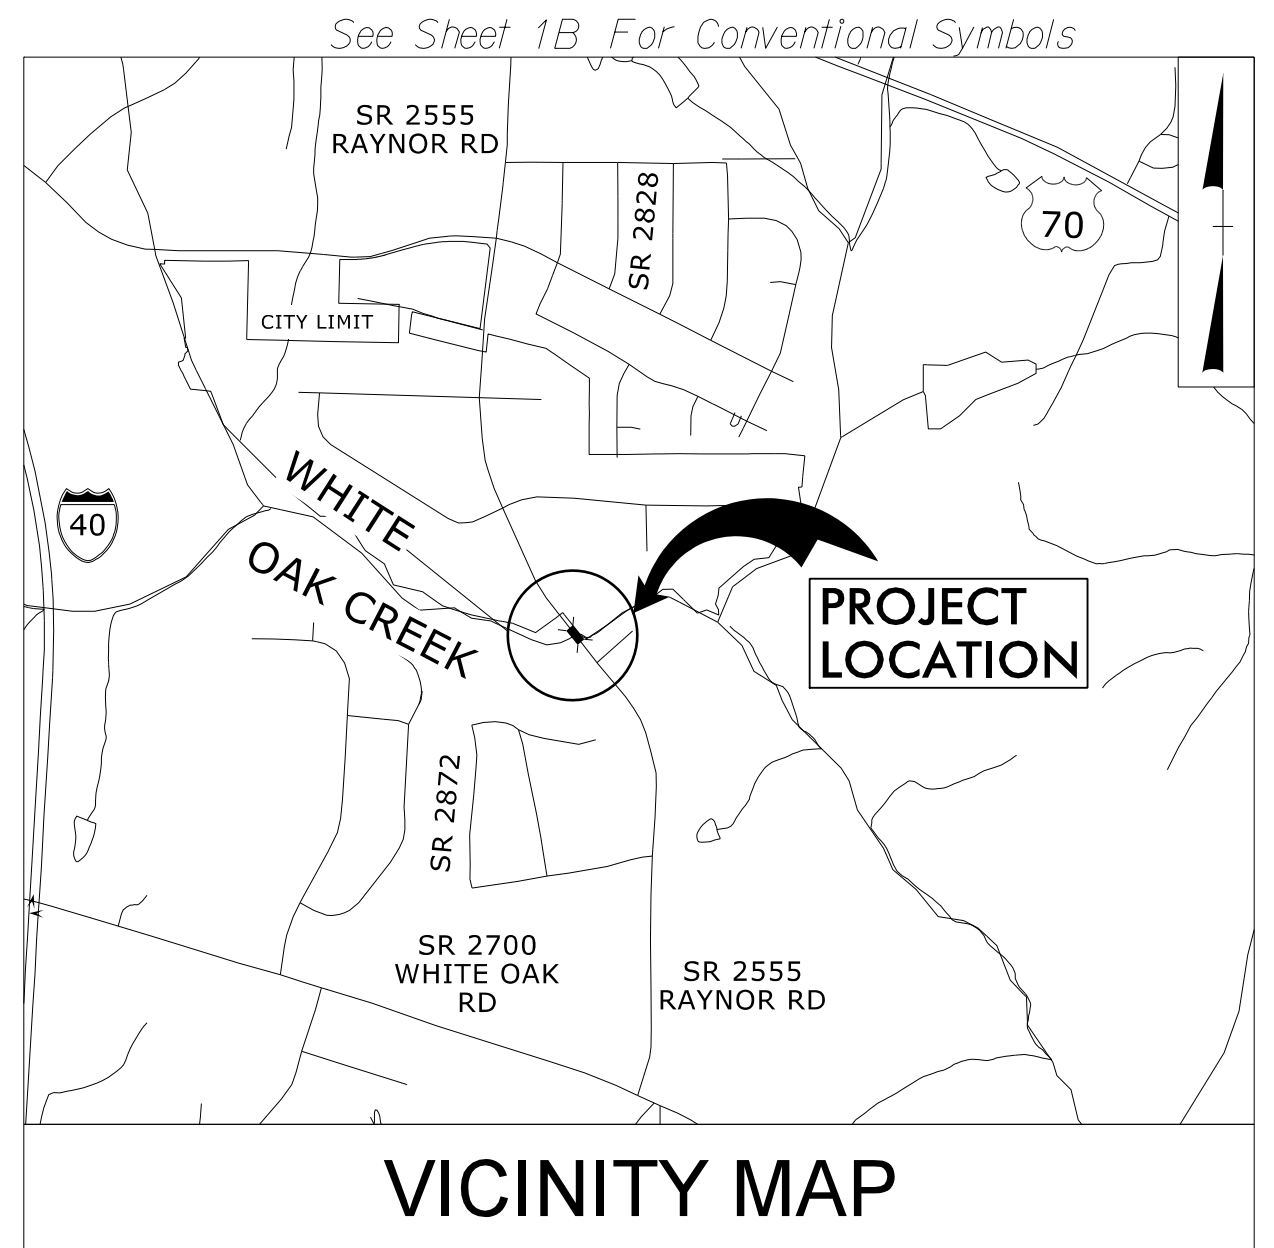 See Sheet 1B For Conventional Symbols
SR 2555
RAYNOR RD
SR 2828
70
CITY LIMIT
WHITE
OAK CREEK
40
PROJECT
LOCATION
SR 2872
SR 2700
WHITE OAK
RD
SR 2555
RAYNOR RD
VICINITY MAP